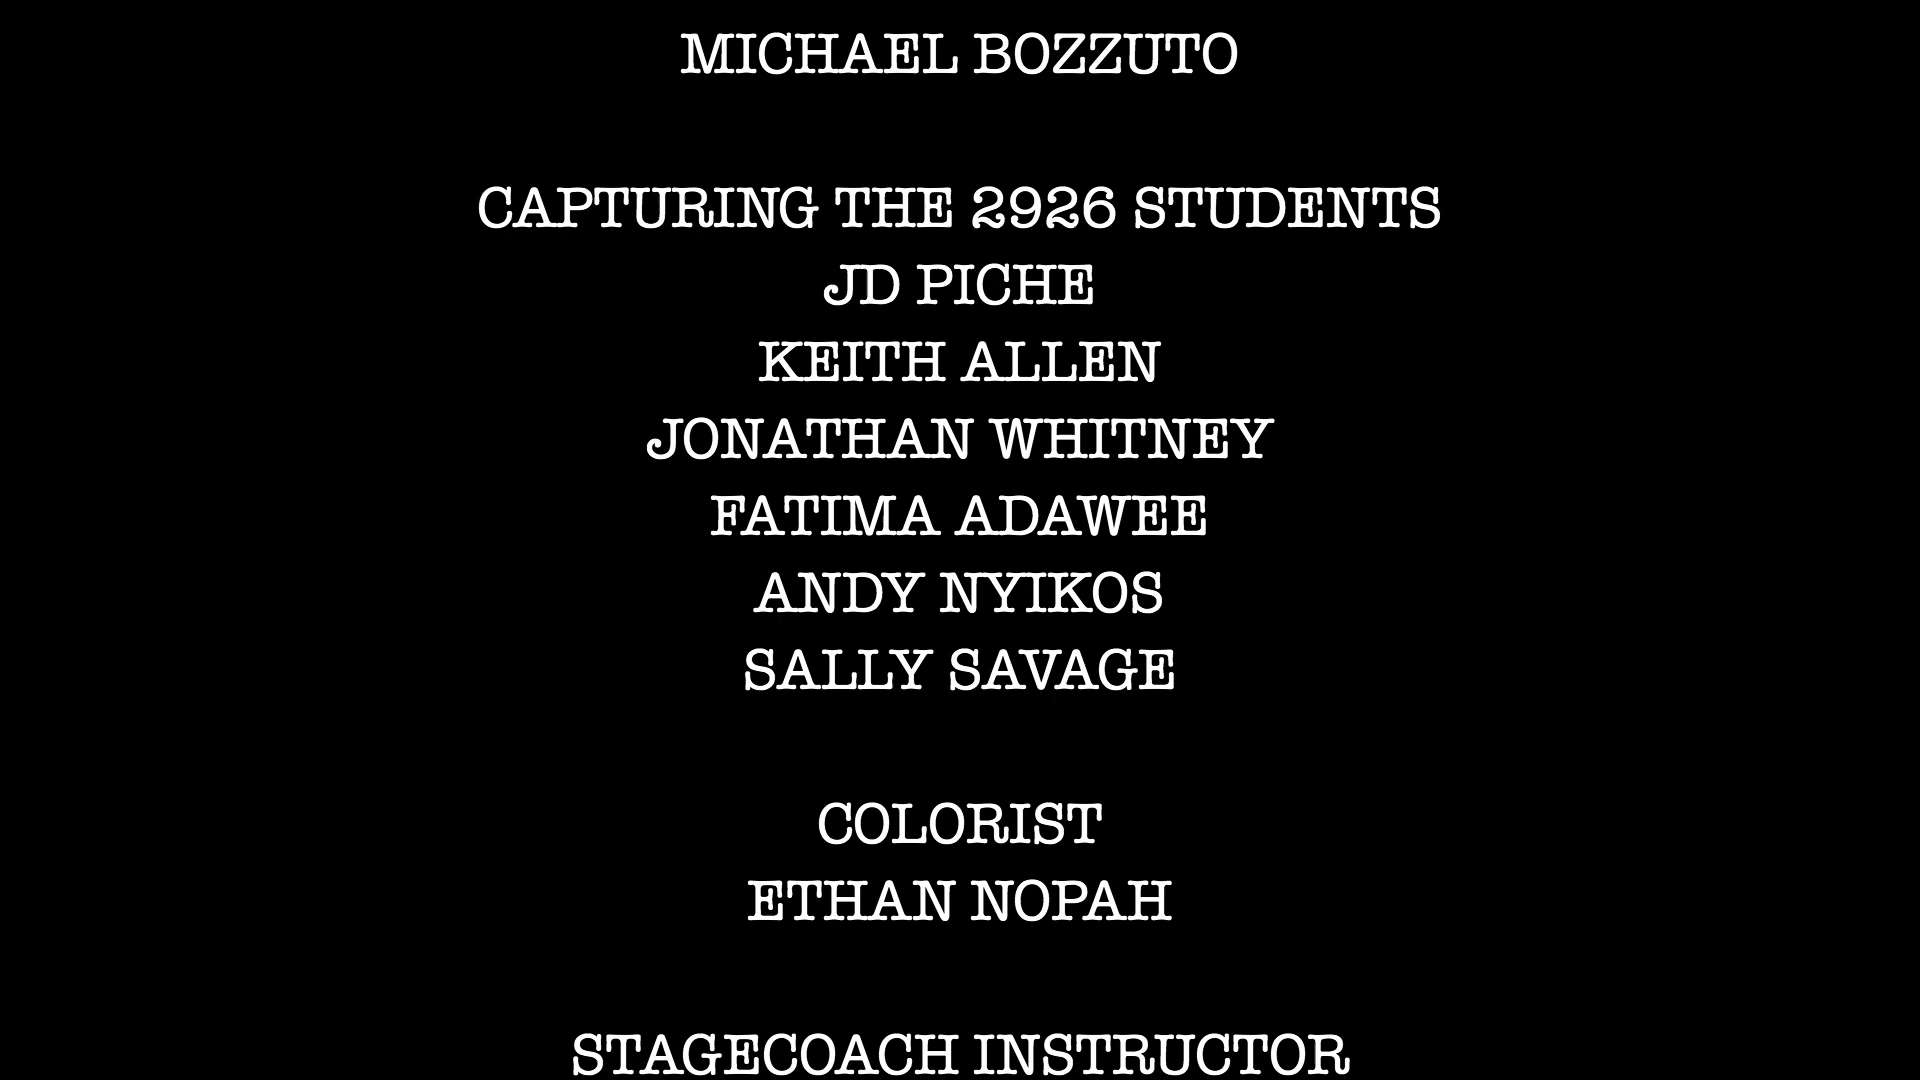 MICHAEL BOZZUTO
CAPTURING THE 2926 STUDENTS
JD PICHE
KEITH ALLEN
JONATHAN WHITNEY
FATIMA ADAWEE
ANDY NYIKOS
SALLY SAVAGE
COLORIST
ETHAN NOPAH
STAGECOACH INSTRUCTOR